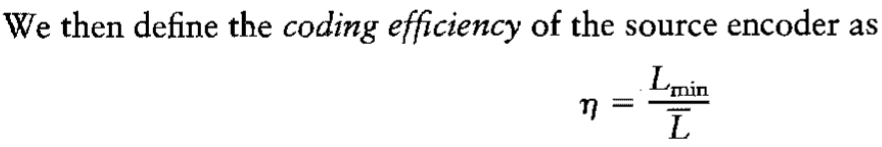 We then define the coding efficiency of the source encoder as
η = L_min / L̅